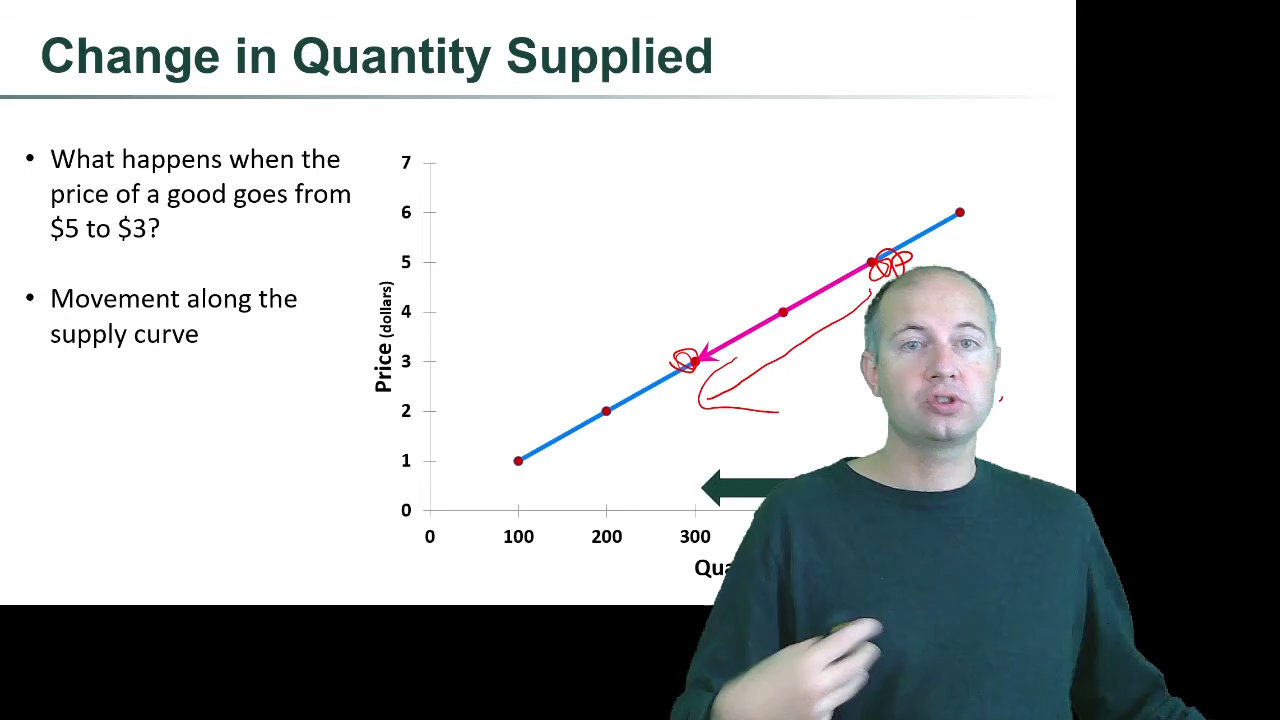 Change in Quantity Supplied
• What happens when the
price of a good goes from
$5 to $3?
• Movement along the
supply curve
Price (dollars)
7
6
5
4
3
2
1
0
0 100 200 300
Qua